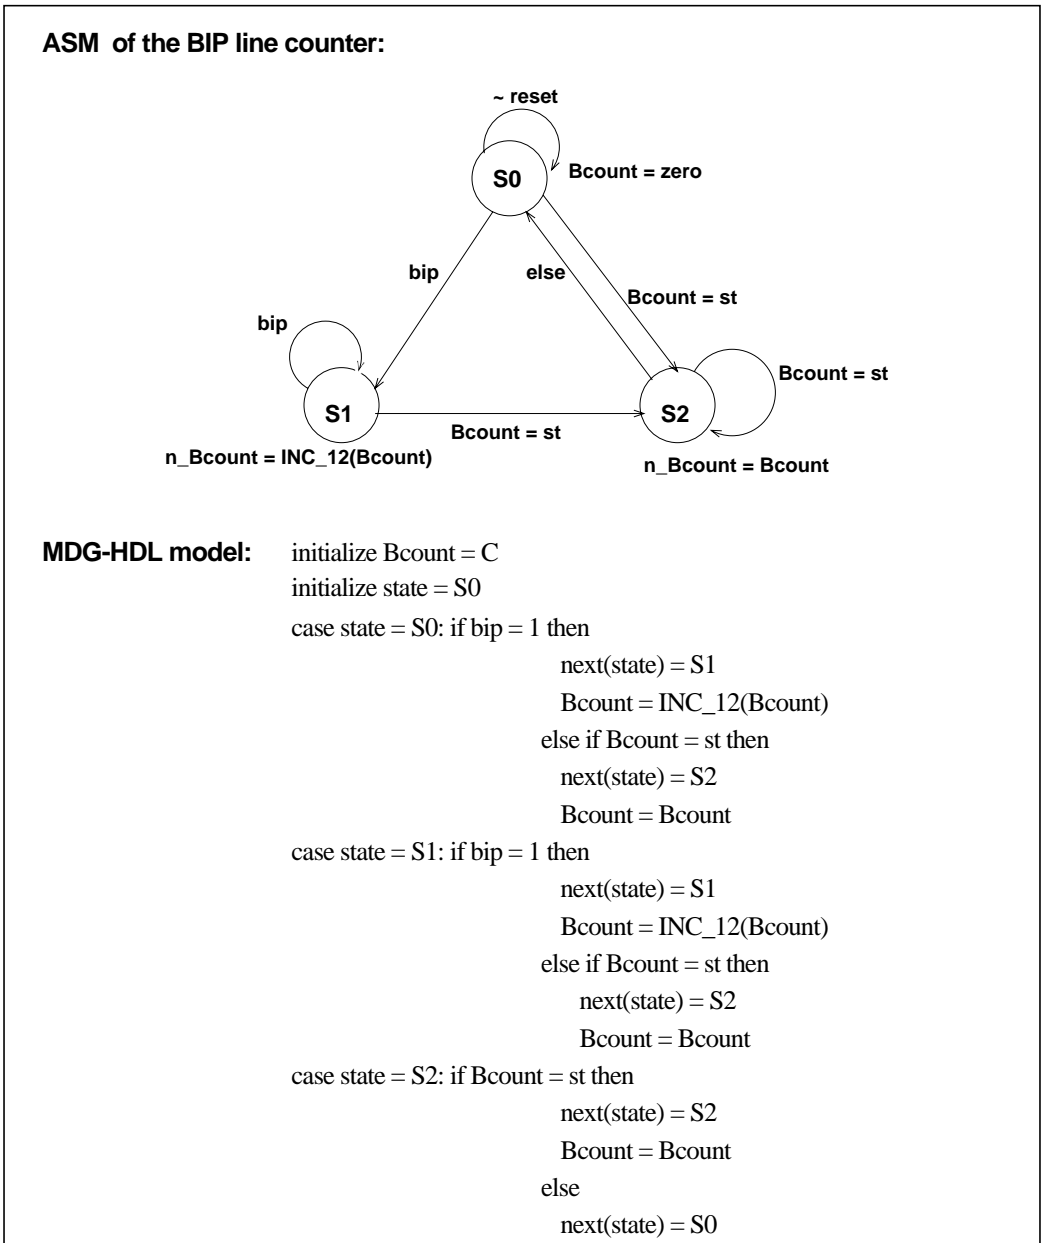 ASM of the BIP line counter:
~ reset
S0
Bcount = zero
bip
else
Bcount = st
bip
Bcount = st
S1
S2
Bcount = st
n_Bcount = INC_12(Bcount)
n_Bcount = Bcount
MDG-HDL model: initialize Bcount = C
initialize state = S0
case state = S0: if bip = 1 then
next(state) = S1
Bcount = INC_12(Bcount)
else if Bcount = st then
next(state) = S2
Bcount = Bcount
case state = S1: if bip = 1 then
next(state) = S1
Bcount = INC_12(Bcount)
else if Bcount = st then
next(state) = S2
Bcount = Bcount
case state = S2: if Bcount = st then
next(state) = S2
Bcount = Bcount
else
next(state) = S0